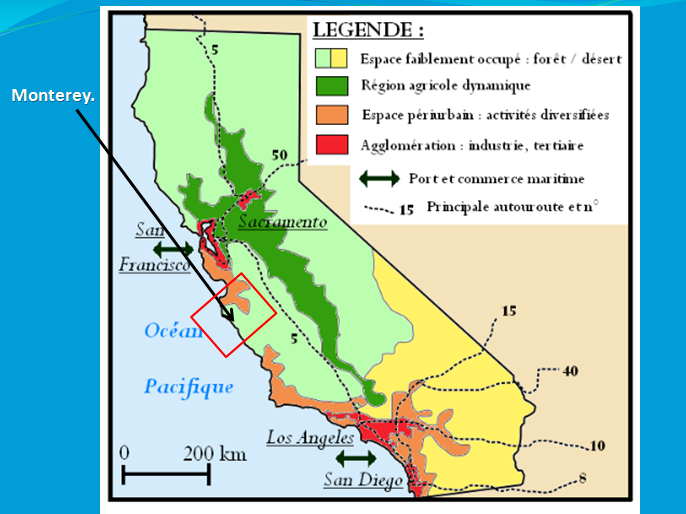 LEGENDE :
Espace faiblement occupé : forêt / désert
Région agricole dynamique
Espace périurbain : activités diversifiées
Agglomération : industrie, tertiaire
Port et commerce maritime
15 Principale autouroute et n°
Monterey.
5
50
Sacramento
San
Francisco
Océan
Pacifique
5
15
40
10
8
Los Angeles
San Diego
0 200 km